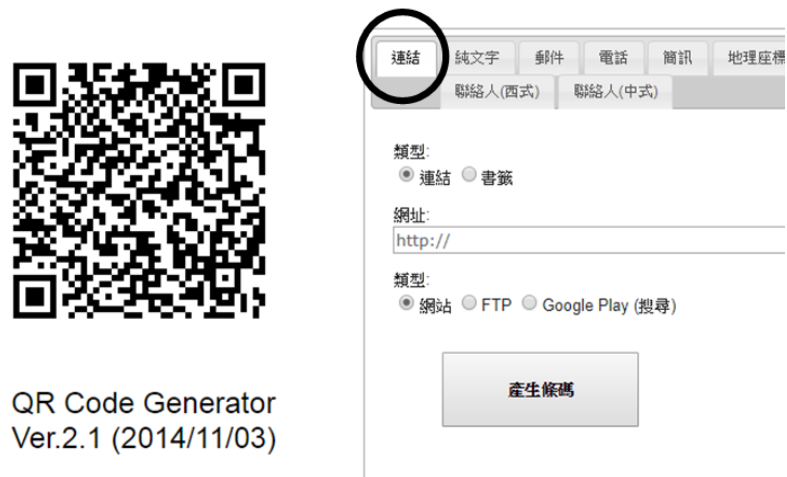 連結 純文字 郵件 電話 簡訊 地理座標
聯絡人(西式) 聯絡人(中式)
類型:
連結 書籤
網址:
http://
類型:
網站 FTP Google Play (搜尋)
產生條碼
QR Code Generator
Ver.2.1 (2014/11/03)